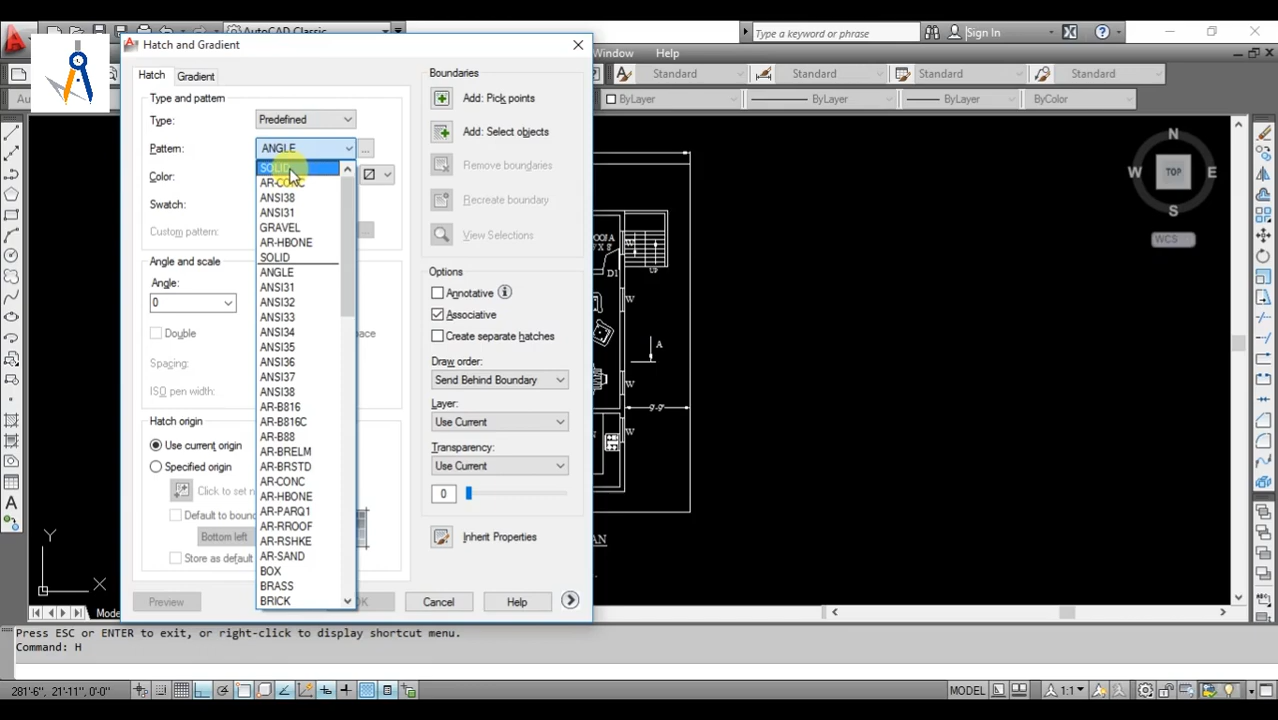 AutoCAD Classic
Type a keyword or phrase
Sign In
Hatch and Gradient
Window
Help
Hatch
Gradient
Boundaries
Standard
Standard
Standard
Standard
Type and pattern
Add: Pick points
ByLayer
ByLayer
ByLayer
ByColor
Type:
Predefined
Add: Select objects
Pattern:
ANGLE
...
Remove boundaries
SOLID
Color:
AR-CONC
Swatch
ANSI38
Recreate boundary
ANSI31
Custom pattern:
GRAVEL
View Selections
AR-HBONE
SOLID
Angle and scale
ANGLE
Options
Angle:
ANSI31
Annotative
0
ANSI32
Associative
ANSI33
Double
ANSI34
Create separate hatches
ANSI35
Draw order:
Spacing:
ANSI36
Send Behind Boundary
ISO pen width:
ANSI37
ANSI38
Layer:
AR-B816
Use Current
Hatch origin
AR-B816C
AR-B88
Transparency:
Use current origin
AR-BRELM
Use Current
Specified origin
AR-BRSTD
AR-CONC
0
Click to set n
AR-HBONE
Default to bound
AR-PARQ1
Bottom left
AR-RROOF
Inherit Properties
AR-RSHKE
Store as default
AR-SAND
BOX
BRASS
BRICK
Preview
OK
Cancel
Help
N
W
TOP
E
S
WCS
W
D1
UP
W
A
W
9'-9"
W
AN
Y
X
Mode
Press ESC or ENTER to exit, or right-click to display shortcut menu.
Command: H
281'-6", 21'-11", 0'-0"
MODEL
1:1